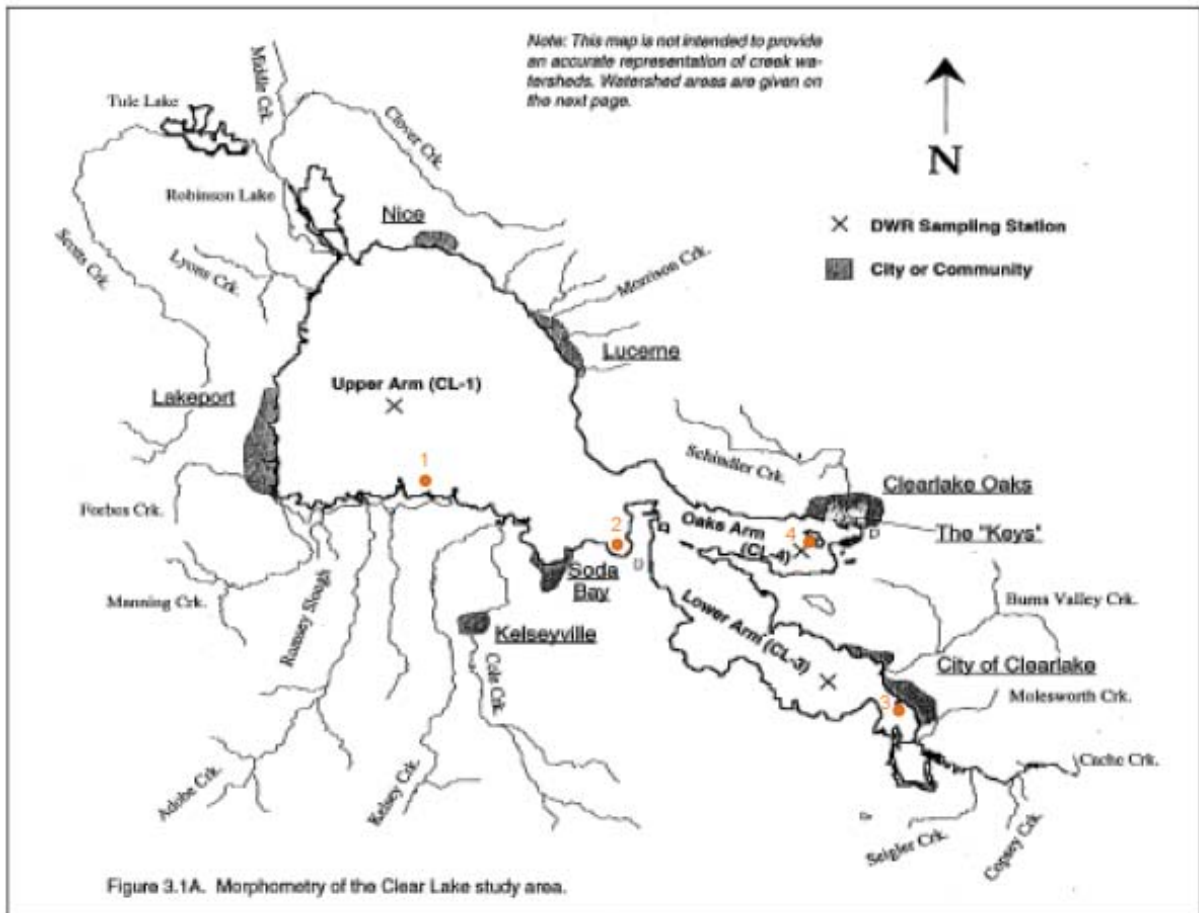 Note: This map is not intended to provide
an accurate representation of creek wa-
tersheds. Watershed areas are given on
the next page.
N
DWR Sampling Station
City or Community
Middle Crk.
Tule Lake
Clover Crk.
Robinson Lake
Nice
Scotts Crk.
Lyons Crk.
Morrison Crk.
Lucerne
Upper Arm (CL-1)
Lakeport
1
Schindler Crk.
Clearlake Oaks
Forbes Crk.
2
Oaks Arm
(CL-4)
4
The "Keys"
D
D
Soda
Bay
Manning Crk.
Rumsey Slough
Burns Valley Crk.
Kelseyville
Lower Arm (CL-3)
City of Clearlake
Cole Crk.
3
Molesworth Crk.
Adobe Crk.
Kelsey Crk.
Cache Crk.
Seigler Crk.
Copsey Crk.
Figure 3.1A. Morphometry of the Clear Lake study area.